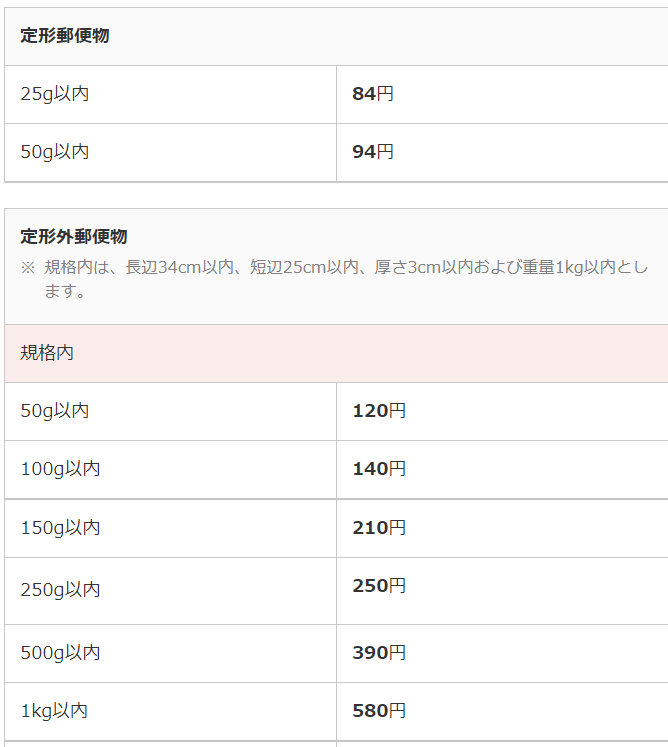 定形郵便物
25g以内 84円
50g以内 94円
定形外郵便物
※ 規格内は、長辺34cm以内、短辺25cm以内、厚さ3cm以内および重量1kg以内とし
ます。
規格内
50g以内 120円
100g以内 140円
150g以内 210円
250g以内 250円
500g以内 390円
1kg以内 580円